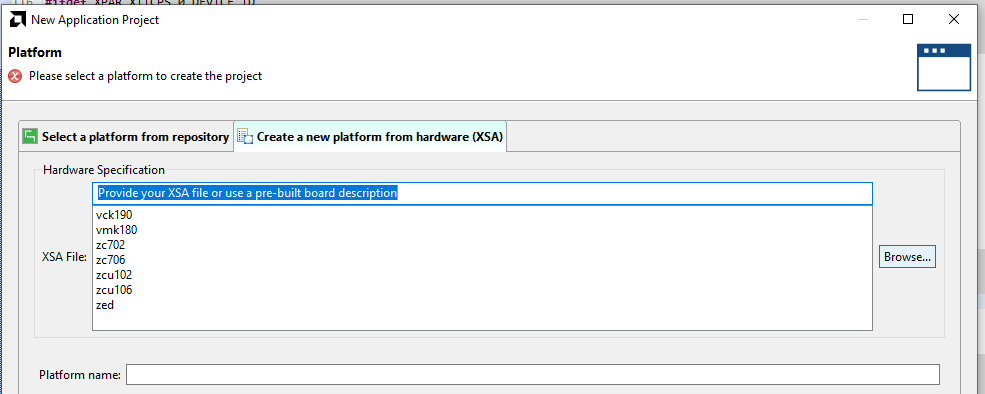 116 #ifdef XPAR_XTTCPS_0_DEVICE_ID
New Application Project
Platform
Please select a platform to create the project
Select a platform from repository
Create a new platform from hardware (XSA)
Hardware Specification
Provide your XSA file or use a pre-built board description
vck190
vmk180
zc702
XSA File:
zc706
Browse...
zcu102
zcu106
zed
Platform name: